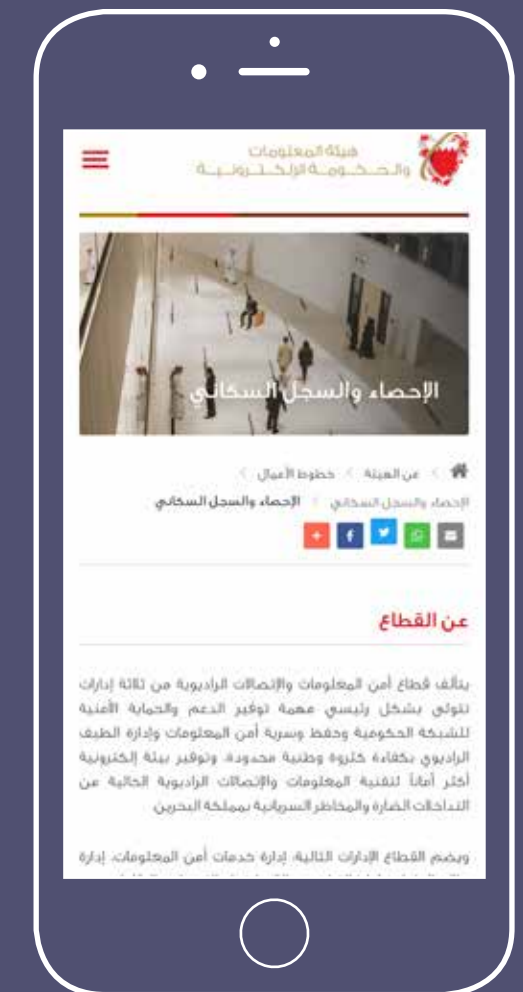 هيئة المعلومات
والحكومة الإلكترونية
الإحصاء والسجل السكاني
عن الهيئة > خطوط الأعمال >
الإحصاء والسجل السكاني > الإحصاء والسجل السكاني
عن القطاع
يتألف قطاع أمن المعلومات والإتصالات الراديوية من ثلاثة إدارات
تتولى بشكل رئيسي مهمة توفير الدعم والحماية الأمنية
للشبكة الحكومية وحفظ وسرية أمن المعلومات وإدارة الطيف
الراديوي بكفاءة كثروة وطنية محدودة، وتوفير بيئة إلكترونية
أكثر أماناً لتقنية المعلومات والإتصالات الراديوية الخالية عن
التداخلات الضارة والمخاطر السبرانية بمملكة البحرين.
ويضم القطاع الإدارات التالية: إدارة خدمات أمن المعلومات، إدارة